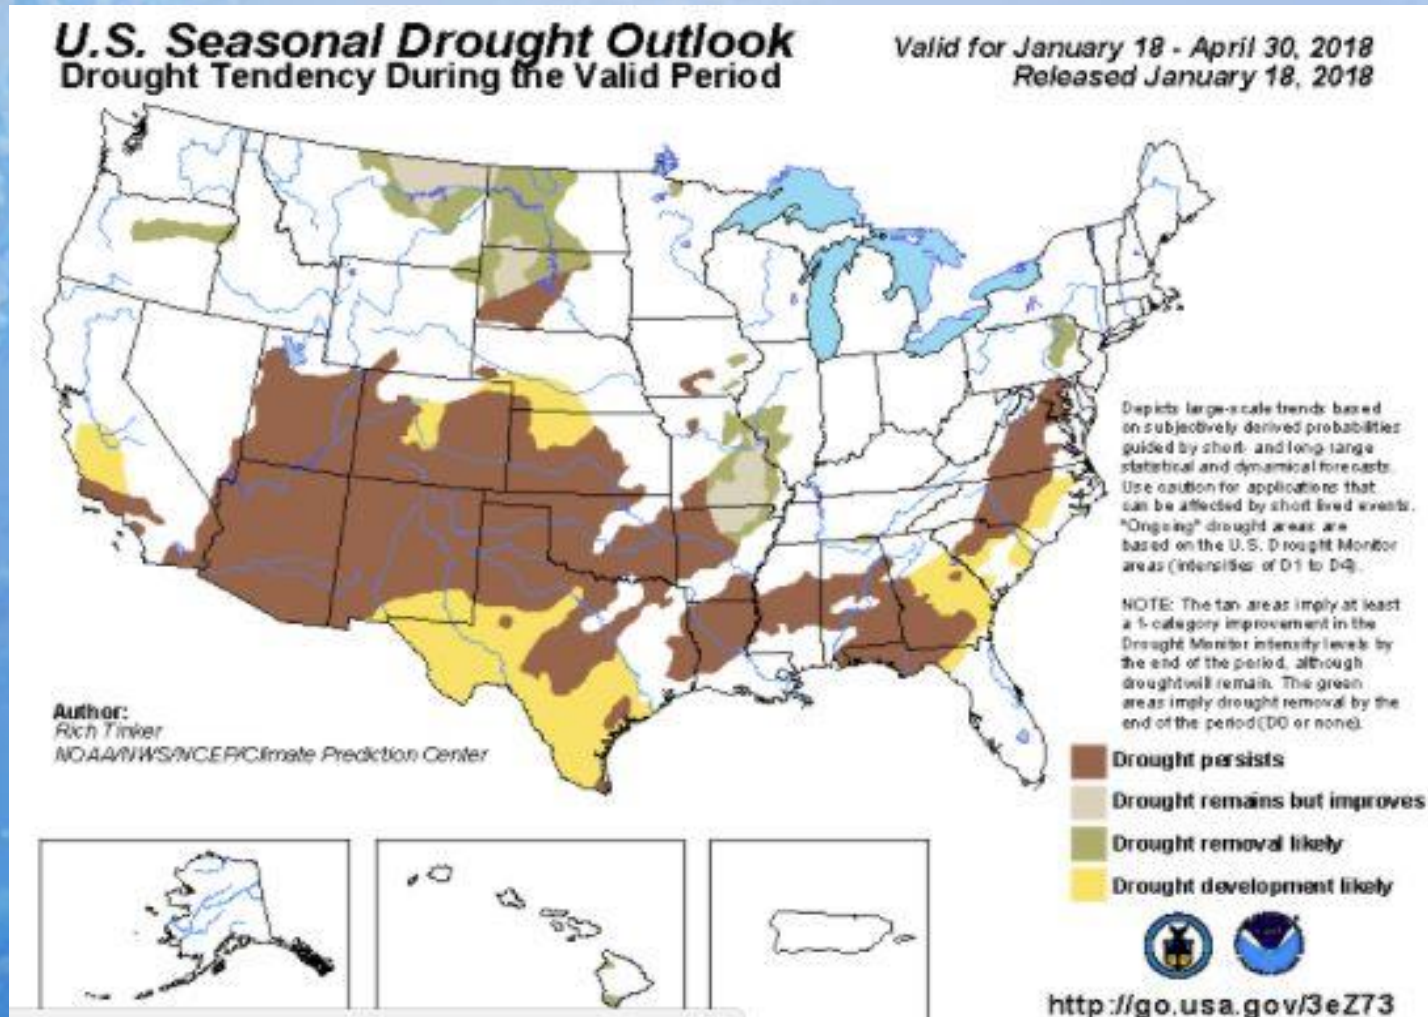 U.S. Seasonal Drought Outlook
Drought Tendency During the Valid Period
Valid for January 18 - April 30, 2018
Released January 18, 2018
Depicts large-scale trends based
on subjectively derived probabilities
guided by short- and long-range
statistical and dynamical forecasts.
Use caution for applications that
can be affected by short lived events.
"Ongoing" drought areas are
based on the U.S. Drought Monitor
areas (intensities of D1 to D4).
NOTE: The tan areas imply at least
a 1-category improvement in the
Drought Monitor intensity levels by
the end of the period, although
drought will remain. The green
areas imply drought removal by the
end of the period (D0 or none).
Author:
Rich Tinker
NOAA/NWS/NCEP/Climate Prediction Center
Drought persists
Drought remains but improves
Drought removal likely
Drought development likely
http://go.usa.gov/3eZ73